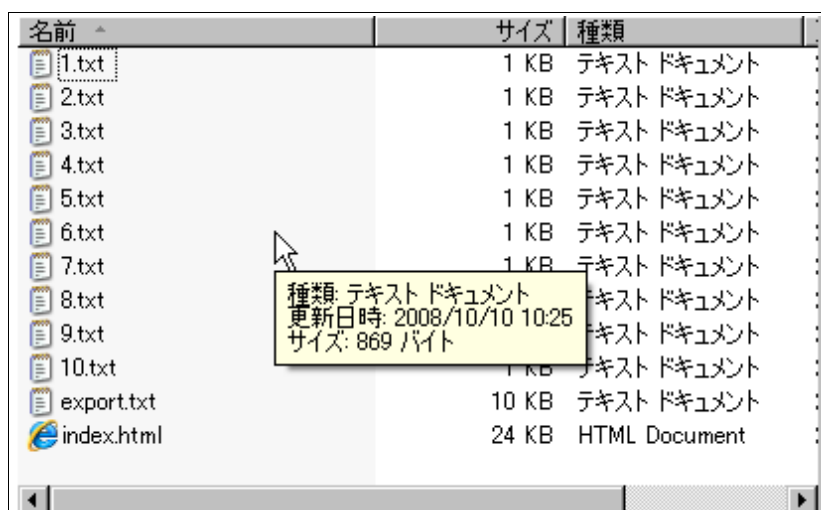 名前 サイズ 種類
1.txt 1 KB テキスト ドキュメント
2.txt 1 KB テキスト ドキュメント
3.txt 1 KB テキスト ドキュメント
4.txt 1 KB テキスト ドキュメント
5.txt 1 KB テキスト ドキュメント
6.txt 1 KB テキスト ドキュメント
7.txt 1 KB テキスト ドキュメント
種類: テキスト ドキュメント
更新日時: 2008/10/10 10:25
サイズ: 869 バイト
8.txt キスト ドキュメント
9.txt キスト ドキュメント
10.txt 1 KB テキスト ドキュメント
export.txt 10 KB テキスト ドキュメント
index.html 24 KB HTML Document